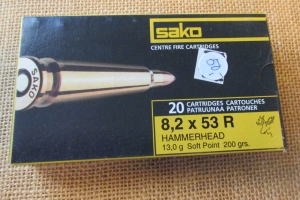 sako
CENTRE FIRE CARTRIDGES
SAKO
20 CARTRIDGES CARTOUCHES
PATRUUNAA PATRONER
8,2 x 53 R
HAMMERHEAD
13,0 g Soft Point 200 grs.